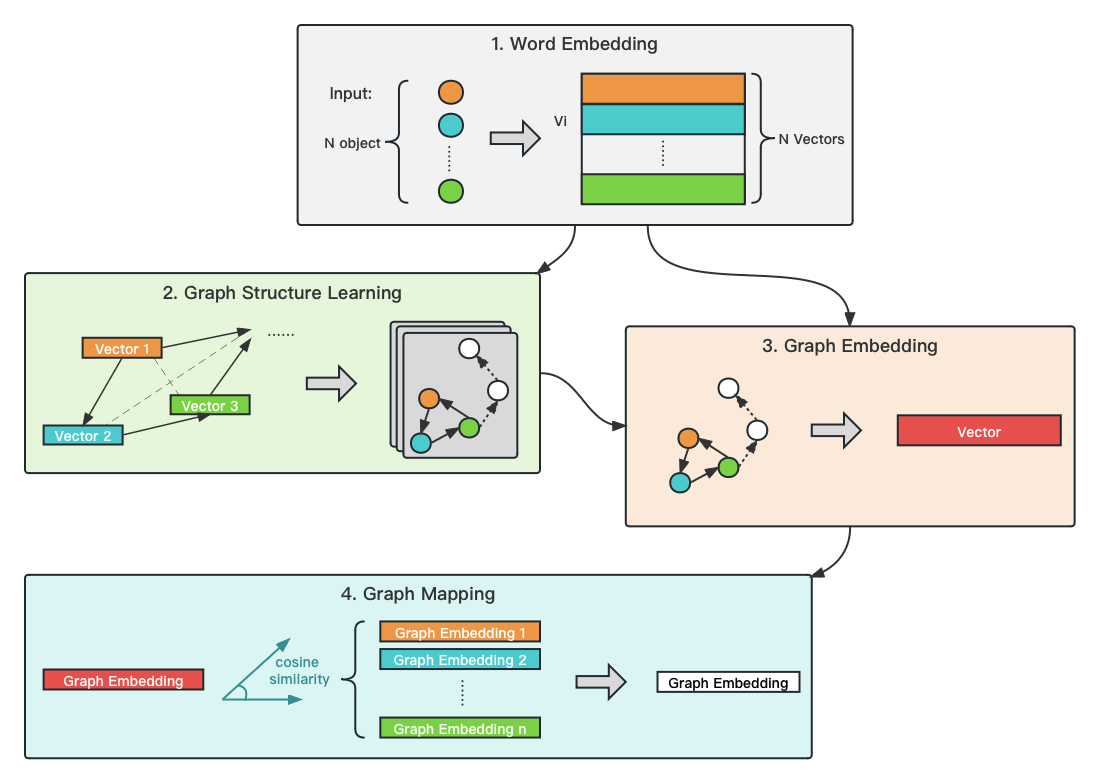 1. Word Embedding
Input:
N object
Vi
N Vectors
2. Graph Structure Learning
Vector 1
......
Vector 3
Vector 2
3. Graph Embedding
Vector
4. Graph Mapping
Graph Embedding
cosine
similarity
Graph Embedding 1
Graph Embedding 2
Graph Embedding n
Graph Embedding